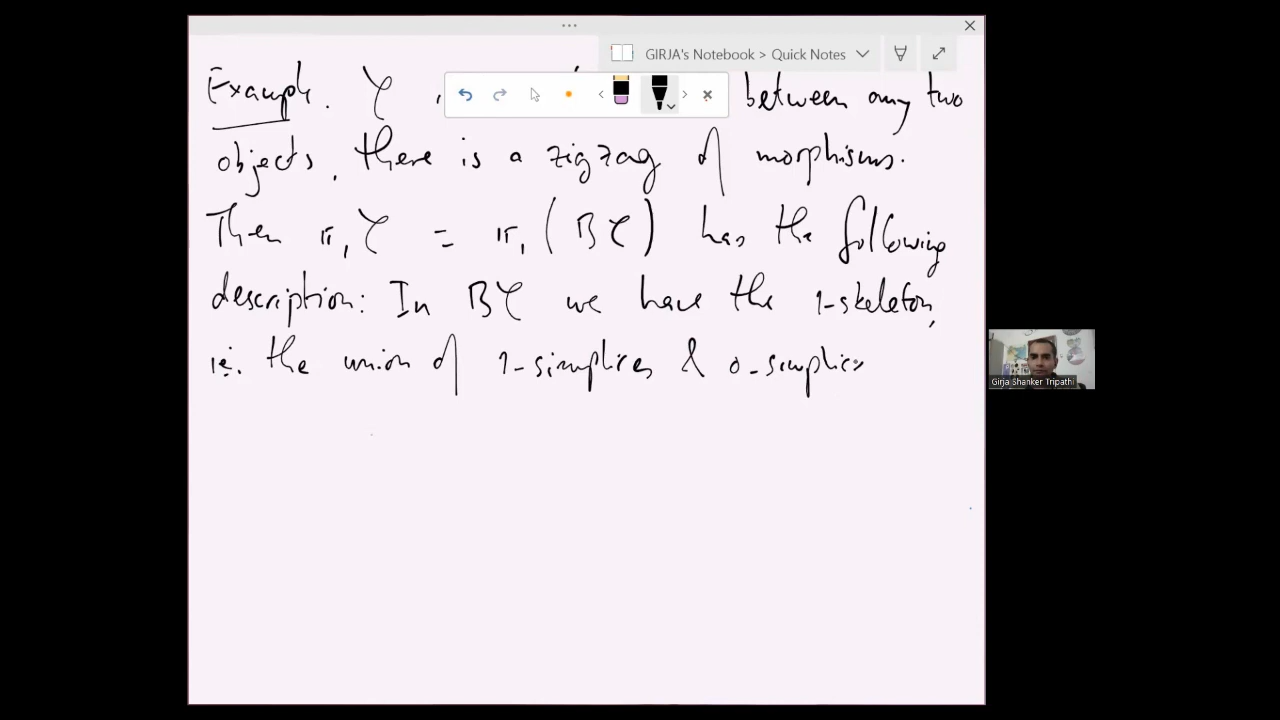 GIRJA's Notebook > Quick Notes
Example. 𝒞 between any two
objects, there is a zigzag of morphisms.
Then π₁𝒞 = π₁(B𝒞) has the following
description: In B𝒞 we have the 1-skeleton,
i.e. the union of 1-simplices & 0-simplices
Girja Shanker Tripathi